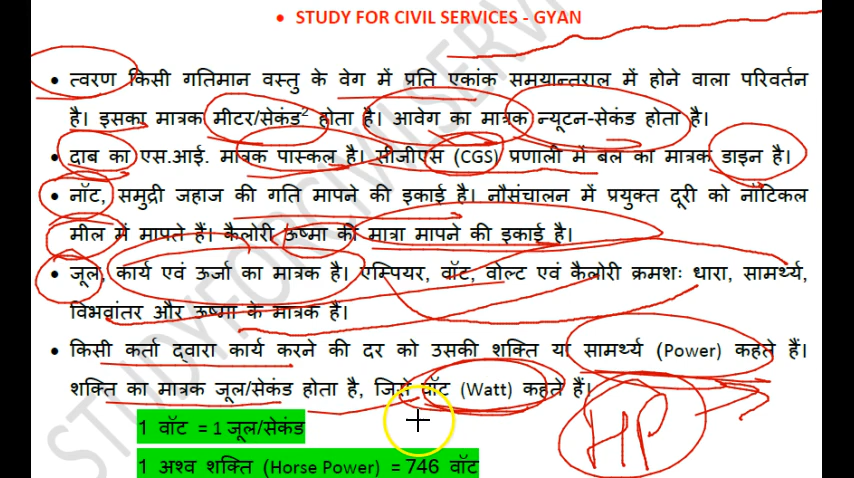 • STUDY FOR CIVIL SERVICES - GYAN
• त्वरण किसी गतिमान वस्तु के वेग में प्रति एकांक समयान्तराल में होने वाला परिवर्तन
है। इसका मात्रक मीटर/सेकंड² होता है। आवेग का मात्रक न्यूटन-सेकंड होता है।
• दाब का एस.आई. मात्रक पास्कल है। सीजीएस (CGS) प्रणाली में बल का मात्रक डाइन है।
• नॉट, समुद्री जहाज की गति मापने की इकाई है। नौसंचालन में प्रयुक्त दूरी को नॉटिकल
मील में मापते हैं। कैलोरी ऊष्मा की मात्रा मापने की इकाई है।
• जूल, कार्य एवं ऊर्जा का मात्रक है। एम्पियर, वॉट, वोल्ट एवं कैलोरी क्रमशः धारा, सामर्थ्य,
विभवांतर और ऊष्मा के मात्रक हैं।
• किसी कर्ता द्वारा कार्य करने की दर को उसकी शक्ति या सामर्थ्य (Power) कहते हैं।
शक्ति का मात्रक जूल/सेकंड होता है, जिसे वॉट (Watt) कहते हैं।
HP
1 वॉट = 1 जूल/सेकंड
1 अश्व शक्ति (Horse Power) = 746 वॉट
STUDYFORCIVILSERVI